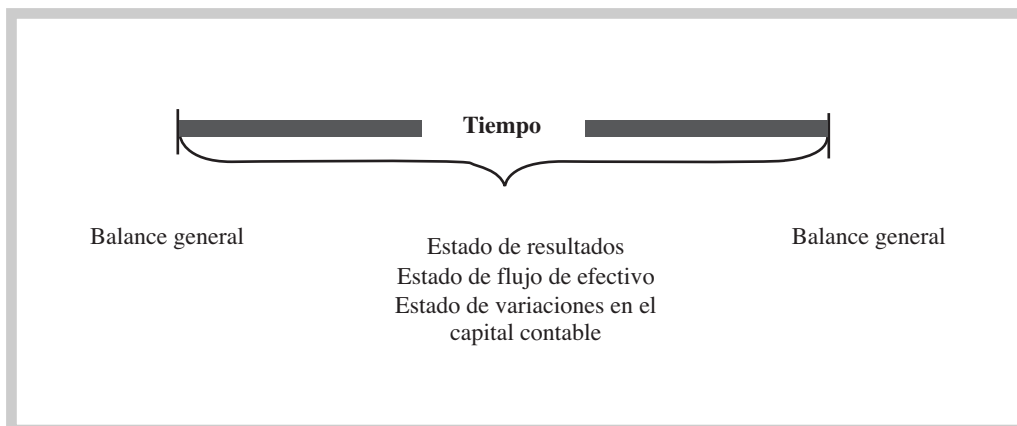 Tiempo
Balance general
Estado de resultados
Estado de flujo de efectivo
Estado de variaciones en el
capital contable
Balance general